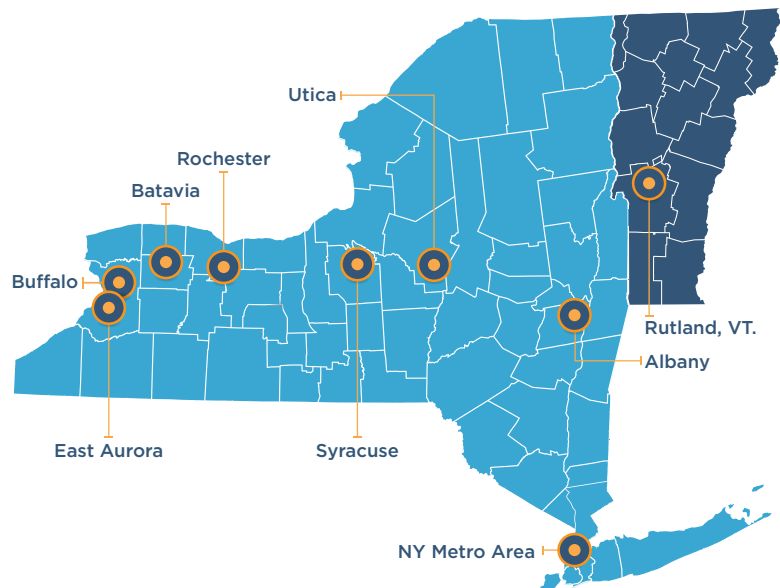 Utica
Rochester
Batavia
Buffalo
Rutland, VT.
Albany
East Aurora
Syracuse
NY Metro Area